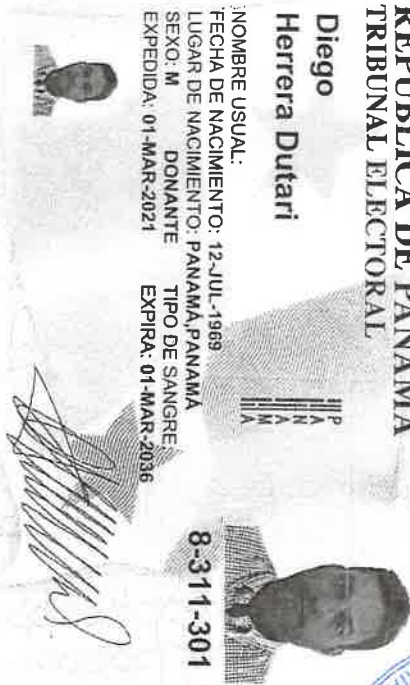 REPÚBLICA DE PANAMÁ
TRIBUNAL ELECTORAL
Diego
Herrera Dutari
NOMBRE USUAL:
FECHA DE NACIMIENTO: 12-JUL-1969
LUGAR DE NACIMIENTO: PANAMÁ,PANAMÁ
SEXO: M DONANTE TIPO DE SANGRE:
EXPEDIDA: 01-MAR-2021 EXPIRA: 01-MAR-2036
PANAMA
8-311-301